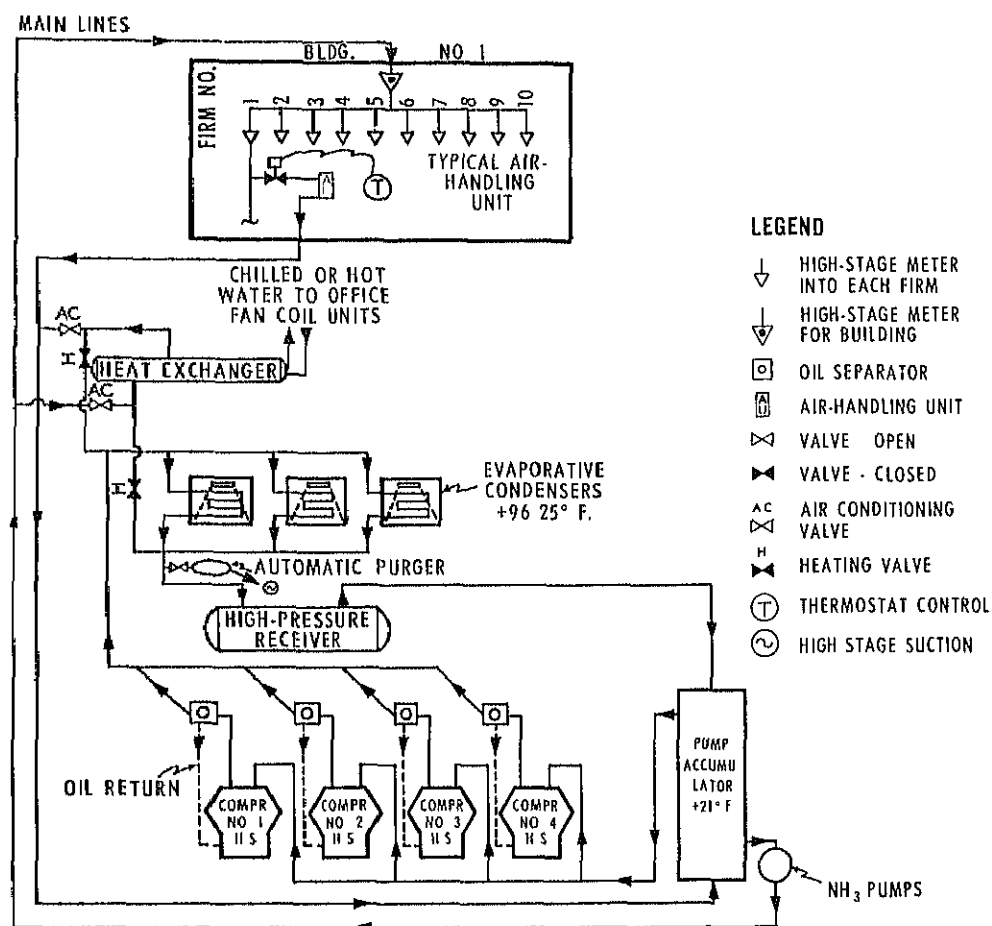 MAIN LINES
BLDG. NO 1
FIRM NO.
1 2 3 4 5 6 7 8 9 10
TYPICAL AIR-
HANDLING
UNIT
T
CHILLED OR HOT
WATER TO OFFICE
FAN COIL UNITS
AC
H
HEAT EXCHANGER
AC
H
EVAPORATIVE
CONDENSERS
+96 25° F.
AUTOMATIC PURGER
HIGH-PRESSURE
RECEIVER
OIL RETURN
COMPR
NO 1
H S
COMPR
NO 2
H S
COMPR
NO 3
H S
COMPR
NO 4
H S
PUMP
ACCUMU
LATOR
+21° F
NH3 PUMPS
LEGEND
HIGH-STAGE METER
INTO EACH FIRM
HIGH-STAGE METER
FOR BUILDING
OIL SEPARATOR
AIR-HANDLING UNIT
VALVE OPEN
VALVE - CLOSED
AC AIR CONDITIONING
VALVE
H
HEATING VALVE
T THERMOSTAT CONTROL
HIGH STAGE SUCTION